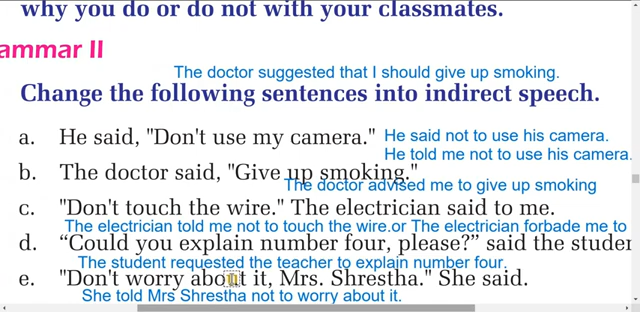 why you do or do not with your classmates.
ammar II
The doctor suggested that I should give up smoking.
Change the following sentences into indirect speech.
a. He said, "Don't use my camera." He said not to use his camera.
He told me not to use his camera.
b. The doctor said, "Give up smoking."
The doctor advised me to give up smoking
c. "Don't touch the wire." The electrician said to me.
The electrician told me not to touch the wire.or The electrician forbade me to
d. “Could you explain number four, please?” said the studen
The student requested the teacher to explain number four.
e. "Don't worry about it, Mrs. Shrestha." She said.
She told Mrs Shrestha not to worry about it.